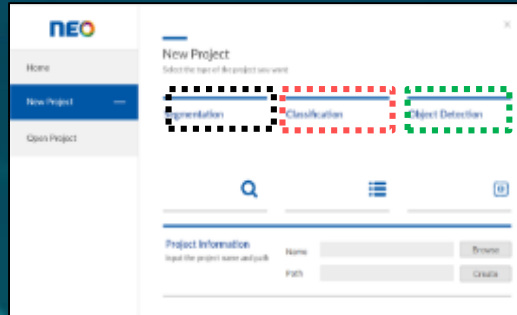 NEO
×
Home
New Project
Open Project
New Project
Select the type of the project you want
Segmentation
Classification
Object Detection
Project Information
Input the project name and path
Name
Browse
Path
Create